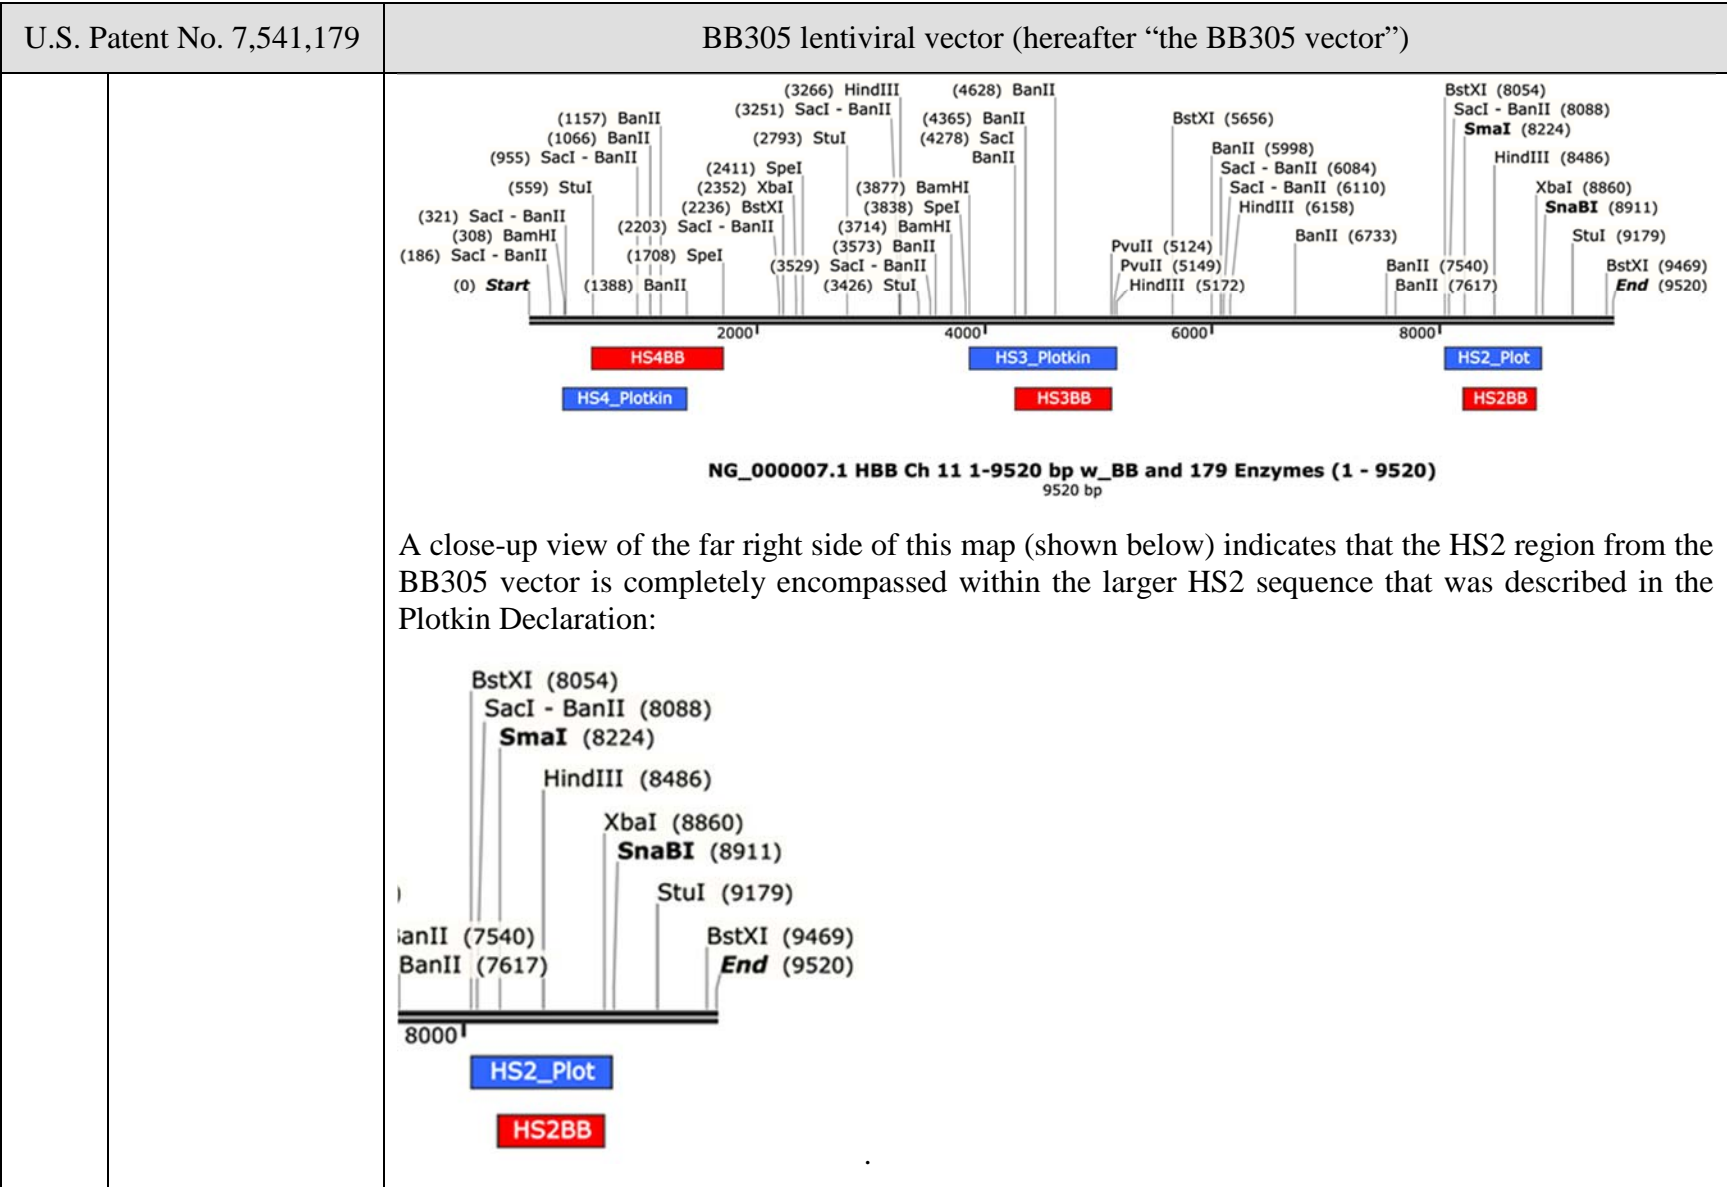 U.S. Patent No. 7,541,179
BB305 lentiviral vector (hereafter “the BB305 vector”)
(3266) HindIII
(4628) BanII
BstXI (8054)
(3251) SacI - BanII
SacI - BanII (8088)
(1157) BanII
(4365) BanII
BstXI (5656)
SmaI (8224)
(1066) BanII
(2793) StuI
(4278) SacI
BanII (5998)
(955) SacI - BanII
BanII
HindIII (8486)
(2411) SpeI
SacI - BanII (6084)
(559) StuI
(2352) XbaI
(3877) BamHI
SacI - BanII (6110)
XbaI (8860)
(2236) BstXI
(3838) SpeI
HindIII (6158)
SnaBI (8911)
(321) SacI - BanII
(2203) SacI - BanII
(3714) BamHI
(308) BamHI
(3573) BanII
PvuII (5124)
BanII (6733)
StuI (9179)
(186) SacI - BanII
(1708) SpeI
(3529) SacI - BanII
PvuII (5149)
BanII (7540)
BstXI (9469)
(0) Start
(1388) BanII
(3426) StuI
HindIII (5172)
BanII (7617)
End (9520)
2000
4000
6000
8000
HS4BB
HS3_Plotkin
HS2_Plot
HS4_Plotkin
HS3BB
HS2BB
NG_000007.1 HBB Ch 11 1-9520 bp w_BB and 179 Enzymes (1 - 9520)
9520 bp
A close-up view of the far right side of this map (shown below) indicates that the HS2 region from the
BB305 vector is completely encompassed within the larger HS2 sequence that was described in the
Plotkin Declaration:
BstXI (8054)
SacI - BanII (8088)
SmaI (8224)
HindIII (8486)
XbaI (8860)
SnaBI (8911)
)
StuI (9179)
anII (7540)
BstXI (9469)
BanII (7617)
End (9520)
8000
HS2_Plot
HS2BB
.